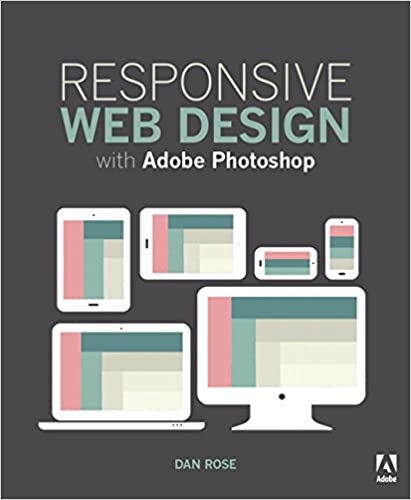 RESPONSIVE
WEB DESIGN
with Adobe Photoshop
DAN ROSE
Adobe